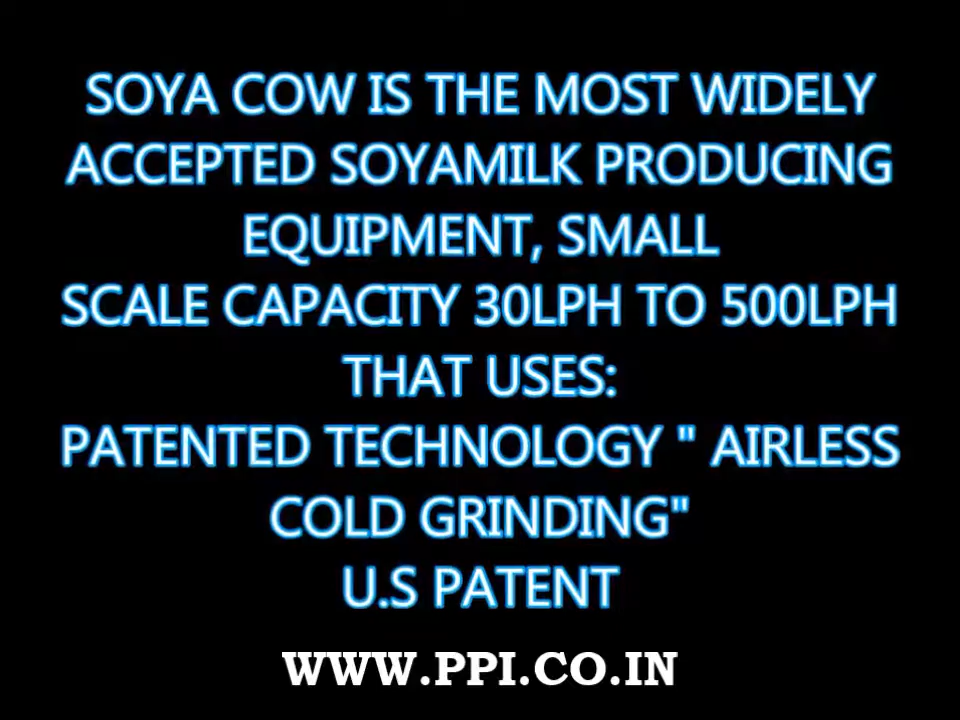 SOYA COW IS THE MOST WIDELY
ACCEPTED SOYAMILK PRODUCING
EQUIPMENT, SMALL
SCALE CAPACITY 30LPH TO 500LPH
THAT USES:
PATENTED TECHNOLOGY " AIRLESS
COLD GRINDING"
U.S PATENT
WWW.PPI.CO.IN